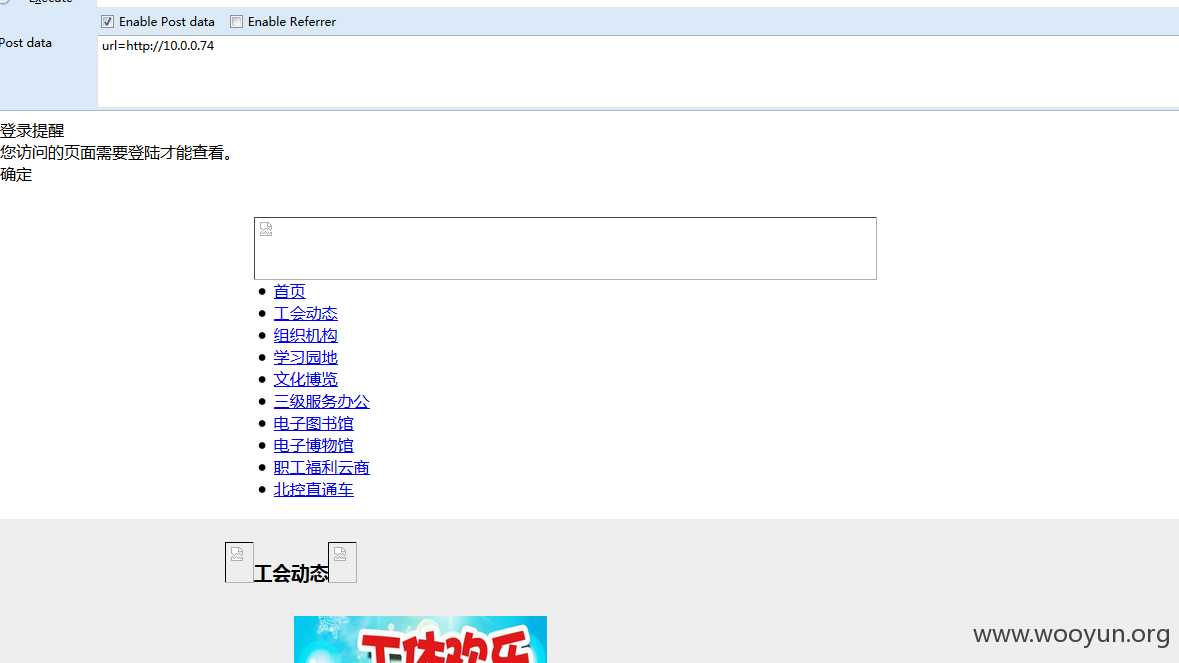 Execute
Enable Post data Enable Referrer
Post data
url=http://10.0.0.74
登录提醒
您访问的页面需要登陆才能查看。
确定
首页
工会动态
组织机构
学习园地
文化博览
三级服务办公
电子图书馆
电子博物馆
职工福利云商
北控直通车
工会动态
www.wooyun.org